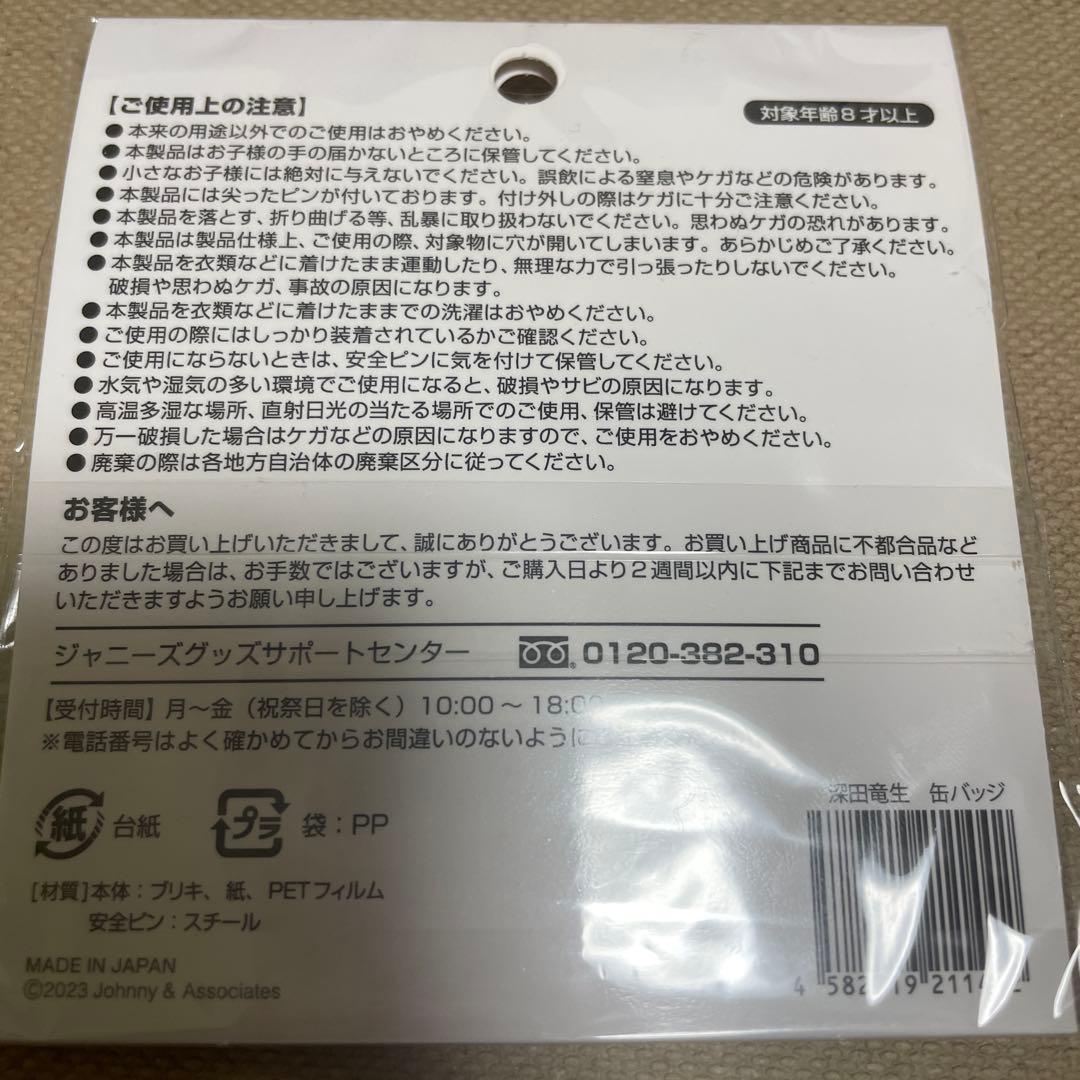 【ご使用上の注意】
対象年齢8才以上
●本来の用途以外でのご使用はおやめください。
●本製品はお子様の手の届かないところに保管してください。
●小さなお子様には絶対に与えないでください。誤飲による窒息やケガなどの危険があります。
●本製品には尖ったピンが付いております。付け外しの際はケガに十分ご注意ください。
●本製品を落とす、折り曲げる等、乱暴に取り扱わないでください。思わぬケガの恐れがあります。
●本製品は製品仕様上、ご使用の際、対象物に穴が開いてしまいます。あらかじめご了承ください。
●本製品を衣類などに着けたまま運動したり、無理な力で引っ張ったりしないでください。
破損や思わぬケガ、事故の原因になります。
●本製品を衣類などに着けたままでの洗濯はおやめください。
●ご使用の際にはしっかり装着されているかご確認ください。
●ご使用にならないときは、安全ピンに気を付けて保管してください。
●水気や湿気の多い環境でご使用になると、破損やサビの原因になります。
●高温多湿な場所、直射日光の当たる場所でのご使用、保管は避けてください。
●万一破損した場合はケガなどの原因になりますので、ご使用をおやめください。
●廃棄の際は各地方自治体の廃棄区分に従ってください。
お客様へ
この度はお買い上げいただきまして、誠にありがとうございます。お買い上げ商品に不都合品など
ありました場合は、お手数ではございますが、ご購入日より2週間以内に下記までお問い合わせ
いただきますようお願い申し上げます。
ジャニーズグッズサポートセンター 0120-382-310
【受付時間】月～金（祝祭日を除く）10:00～18:00
※電話番号はよく確かめてからお間違いのないように
深田竜生 缶バッジ
紙 台紙 プラ 袋：PP
[材質]本体：ブリキ、紙、PETフィルム
安全ピン：スチール
MADE IN JAPAN
©2023 Johnny & Associates
4 582 19 211